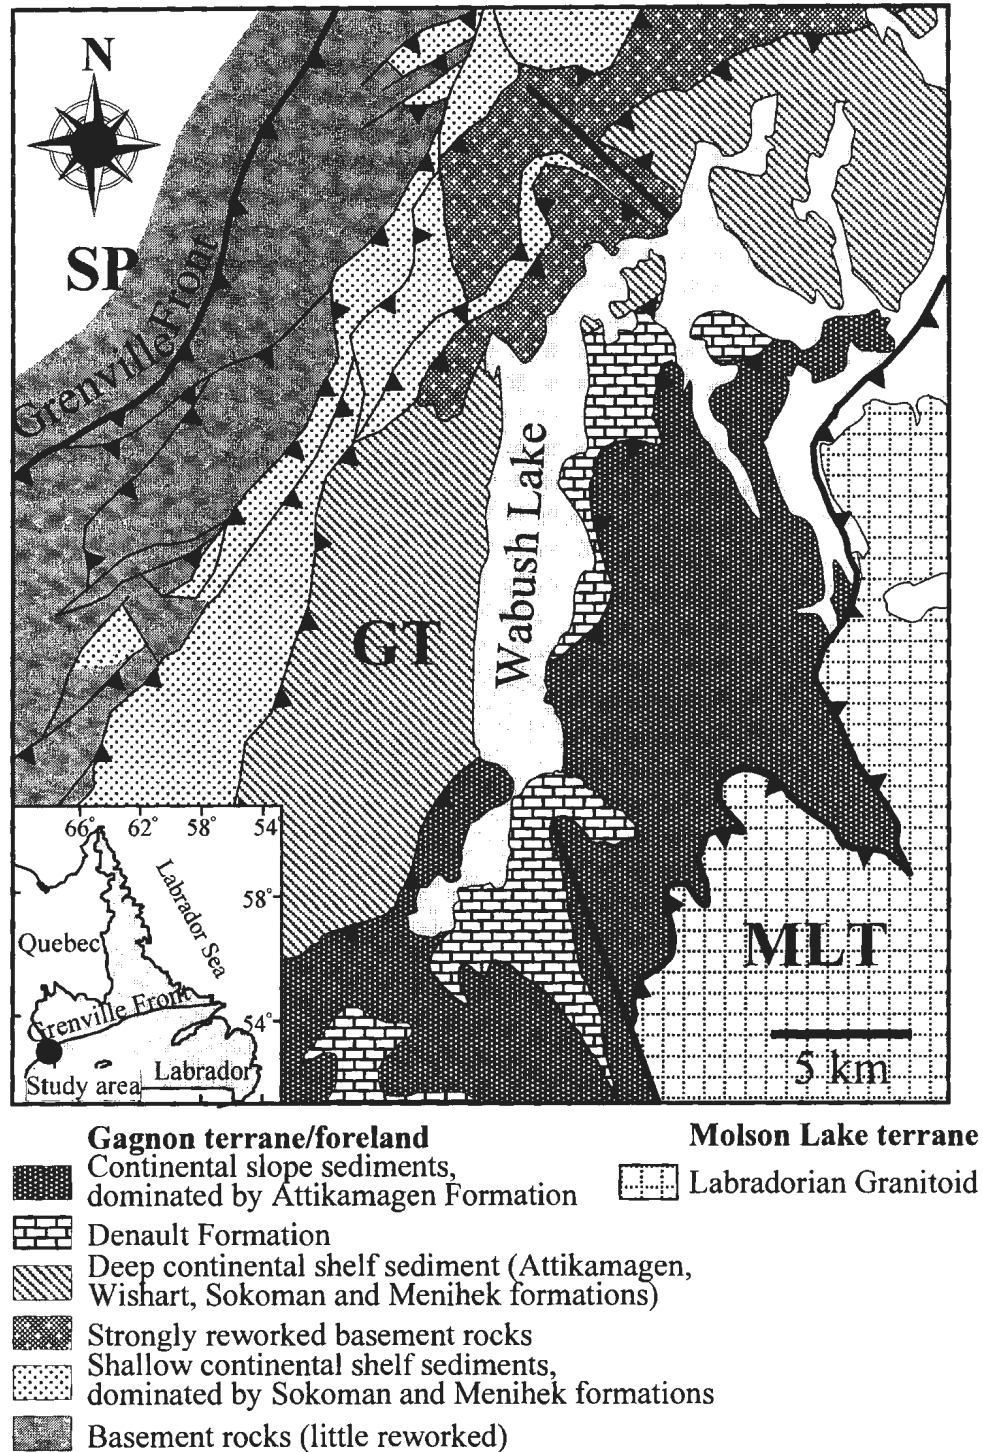 N
SP
Grenville Front
Wabush Lake
GT
MLT
5 km
66° 62° 58° 54
58°
54°
Labrador Sea
Quebec
Grenville Front
Labrador
Study area
Gagnon terrane/foreland
Continental slope sediments,
dominated by Attikamagen Formation
Denault Formation
Deep continental shelf sediment (Attikamagen,
Wishart, Sokoman and Menihek formations)
Strongly reworked basement rocks
Shallow continental shelf sediments,
dominated by Sokoman and Menihek formations
Basement rocks (little reworked)
Molson Lake terrane
Labradorian Granitoid